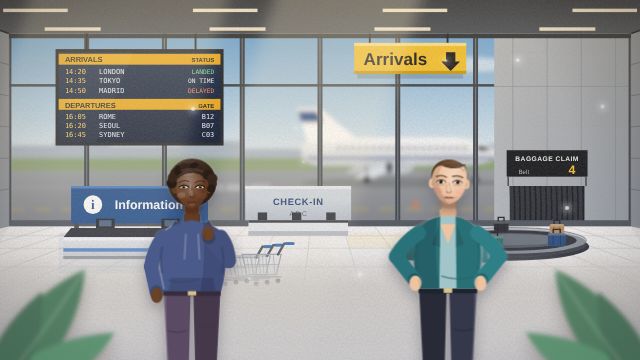 ARRIVALS STATUS
14:20 LONDON LANDED
14:35 TOKYO ON TIME
14:50 MADRID DELAYED
DEPARTURES GATE
16:05 ROME B12
16:20 SEOUL B07
16:45 SYDNEY C03
Arrivals
BAGGAGE CLAIM
Belt 4
i Information
CHECK-IN